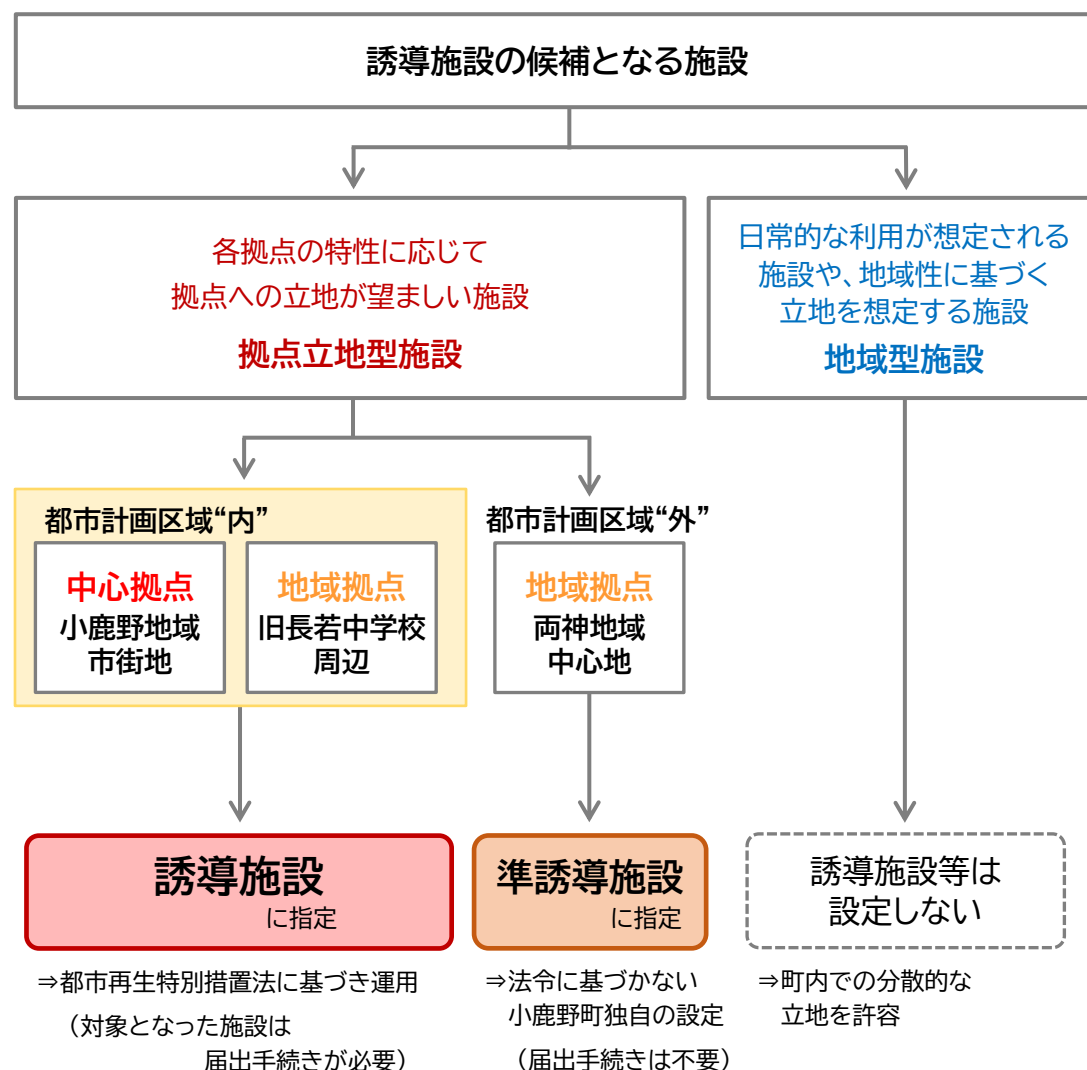 誘導施設の候補となる施設
各拠点の特性に応じて
拠点への立地が望ましい施設
拠点立地型施設
日常的な利用が想定される
施設や、地域性に基づく
立地を想定する施設
地域型施設
都市計画区域“内”
中心拠点
小鹿野地域
市街地
地域拠点
旧長若中学校
周辺
都市計画区域“外”
地域拠点
両神地域
中心地
誘導施設
に指定
⇒都市再生特別措置法に基づき運用
（対象となった施設は
届出手続きが必要）
準誘導施設
に指定
⇒法令に基づかない
小鹿野町独自の設定
（届出手続きは不要）
誘導施設等は
設定しない
⇒町内での分散的な
立地を許容